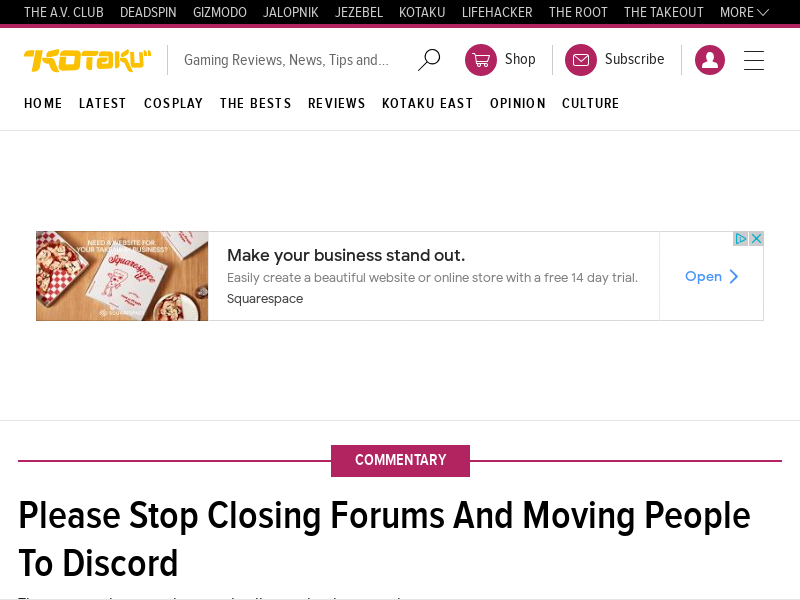 THE A.V. CLUB DEADSPIN GIZMODO JALOPNIK JEZEBEL KOTAKU LIFEHACKER THE ROOT THE TAKEOUT MORE
KOTAKU Gaming Reviews, News, Tips and... Shop Subscribe
HOME LATEST COSPLAY THE BESTS REVIEWS KOTAKU EAST OPINION CULTURE
NEED A WEBSITE FOR
YOUR TAKEAWAY BUSINESS?
Squarespace
SQUARESPACE
Make your business stand out.
Easily create a beautiful website or online store with a free 14 day trial.
Squarespace
Open
COMMENTARY
Please Stop Closing Forums And Moving People
To Discord